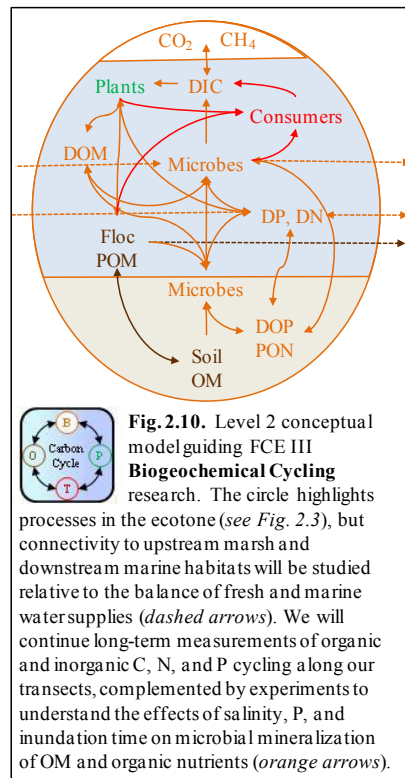 CO2 CH4
Plants DIC
Consumers
DOM Microbes
DP, DN
Floc
POM
Microbes
DOP
PON
Soil
OM
B
O Carbon Cycle P
T
Fig. 2.10. Level 2 conceptual
model guiding FCE III
Biogeochemical Cycling
research. The circle highlights
processes in the ecotone (see Fig. 2.3), but
connectivity to upstream marsh and
downstream marine habitats will be studied
relative to the balance of fresh and marine
water supplies (dashed arrows). We will
continue long-term measurements of organic
and inorganic C, N, and P cycling along our
transects, complemented by experiments to
understand the effects of salinity, P, and
inundation time on microbial mineralization
of OM and organic nutrients (orange arrows).